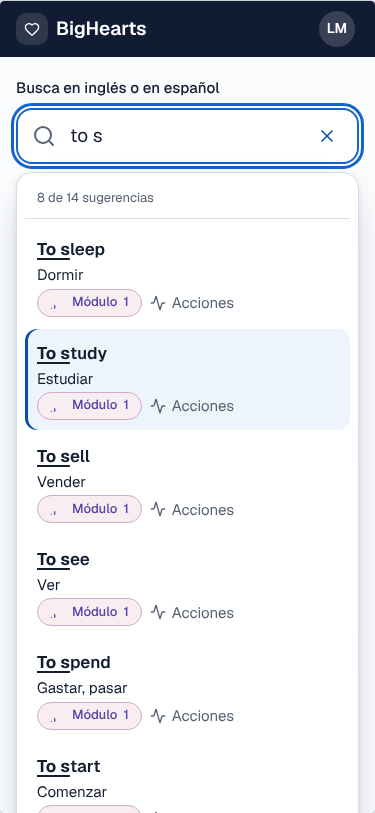 BigHearts
LM
Busca en inglés o en español
to s
8 de 14 sugerencias
To sleep
Dormir
Módulo 1 Acciones
To study
Estudiar
Módulo 1 Acciones
To sell
Vender
Módulo 1 Acciones
To see
Ver
Módulo 1 Acciones
To spend
Gastar, pasar
Módulo 1 Acciones
To start
Comenzar